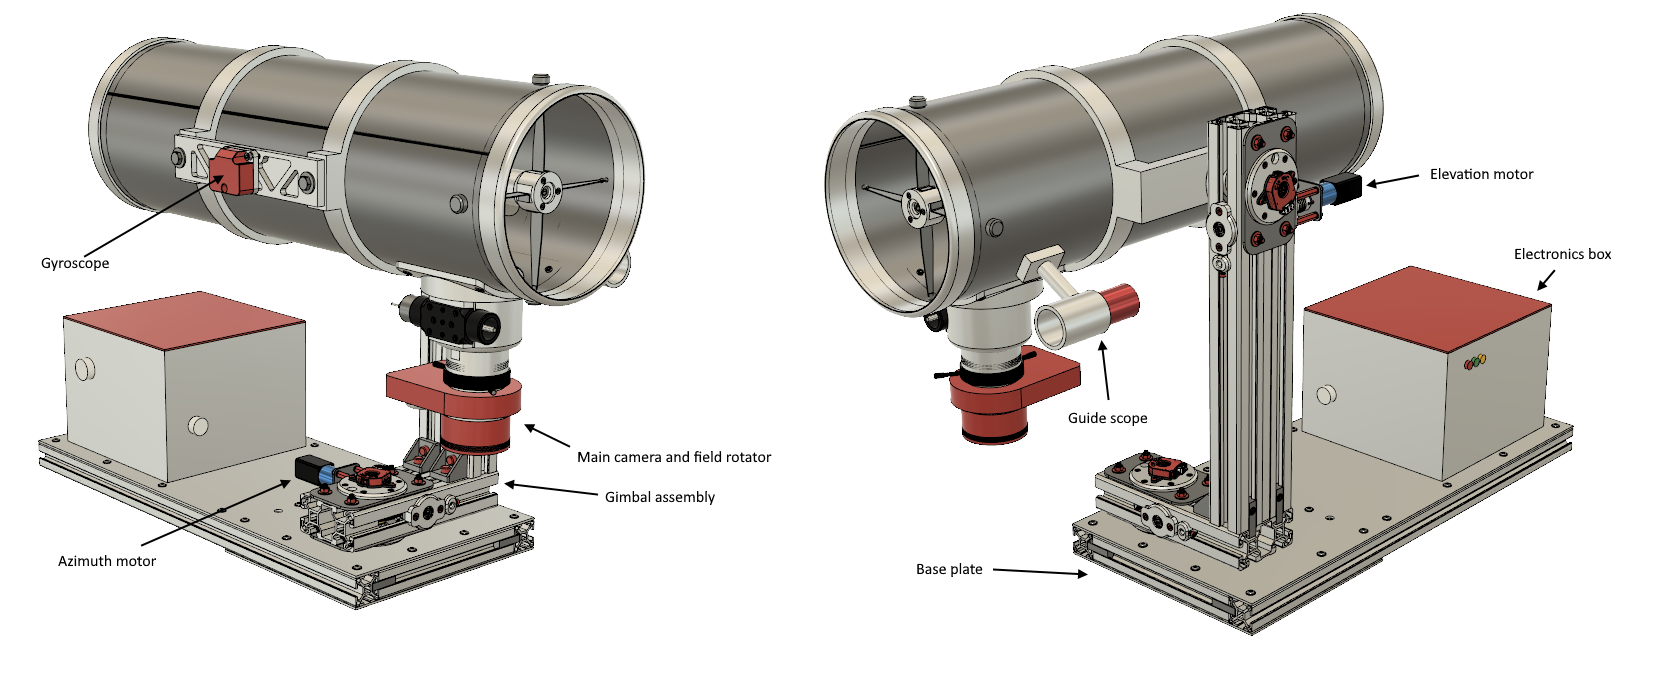 Gyroscope
Main camera and field rotator
Gimbal assembly
Azimuth motor
Elevation motor
Electronics box
Guide scope
Base plate